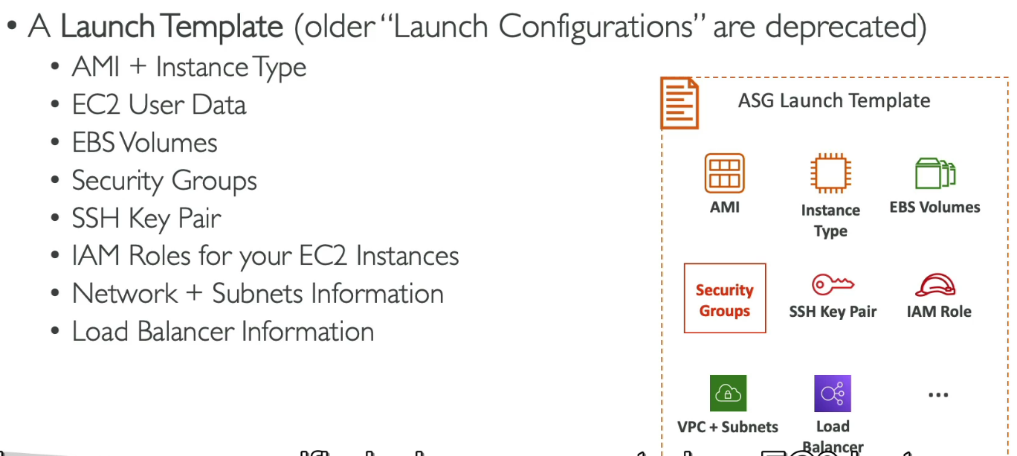 • A Launch Template (older “Launch Configurations” are deprecated)
• AMI + Instance Type
• EC2 User Data
• EBS Volumes
• Security Groups
• SSH Key Pair
• IAM Roles for your EC2 Instances
• Network + Subnets Information
• Load Balancer Information
ASG Launch Template
AMI
Instance
Type
EBS Volumes
Security
Groups
SSH Key Pair
IAM Role
VPC + Subnets
Load
Balancer
...